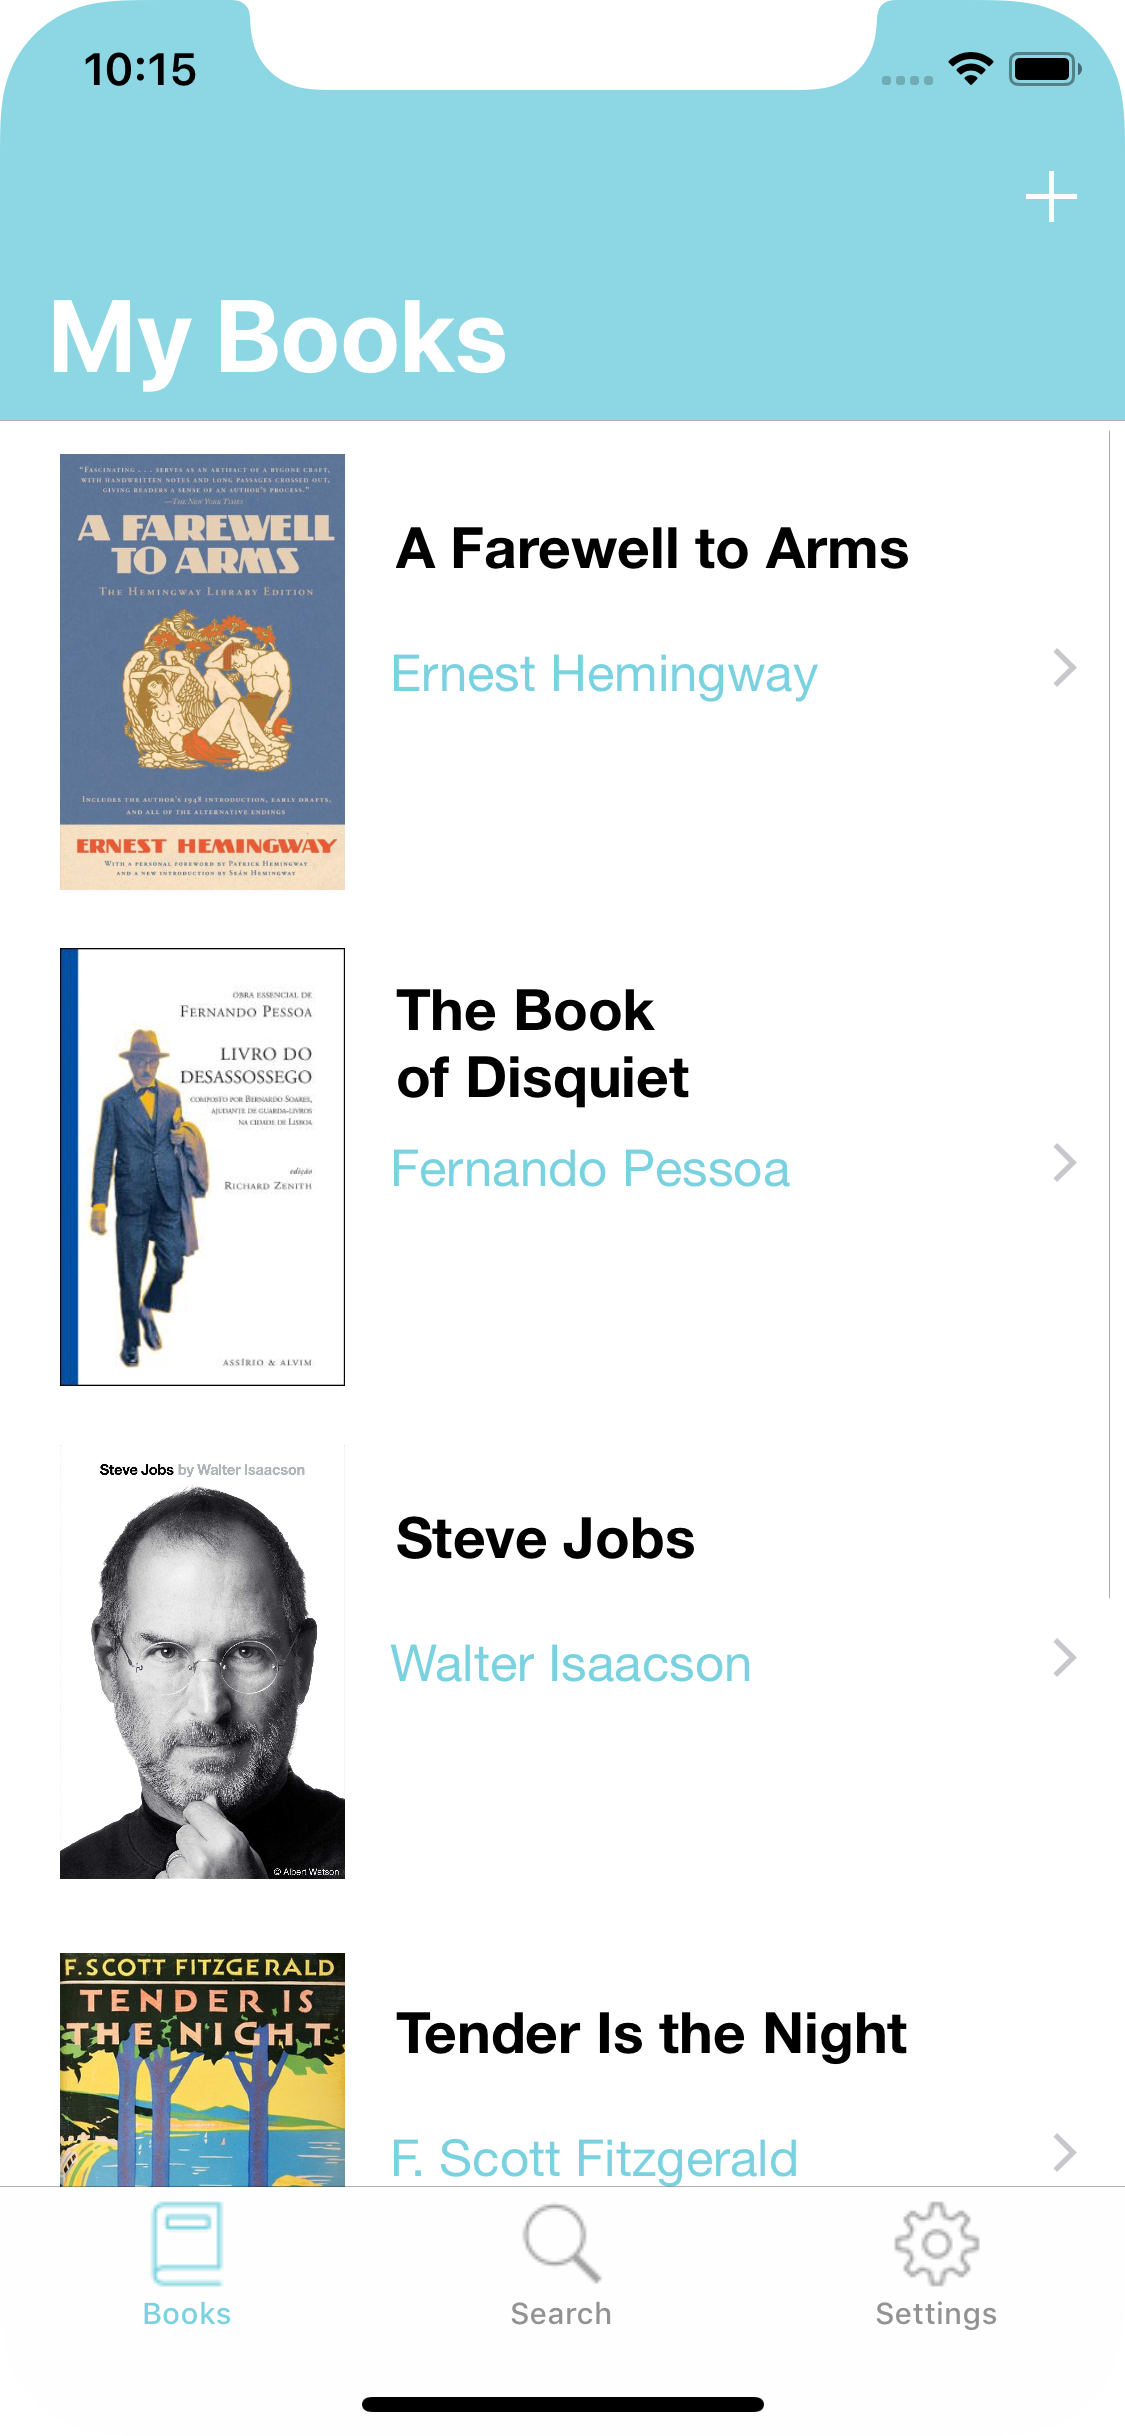 10:15
My Books
"FASCINATING . . . SERVES AS AN ARTIFACT OF A BYGONE CRAFT,
WITH HANDWRITTEN NOTES AND LONG PASSAGES CROSSED OUT,
GIVING READERS A SENSE OF AN AUTHOR'S PROCESS."
—THE NEW YORK TIMES
A FAREWELL
TO ARMS
THE HEMINGWAY LIBRARY EDITION
INCLUDES THE AUTHOR'S 1948 INTRODUCTION, EARLY DRAFTS,
AND ALL OF THE ALTERNATIVE ENDINGS
ERNEST HEMINGWAY
WITH A PERSONAL FOREWORD BY PATRICK HEMINGWAY
AND A NEW INTRODUCTION BY SEÁN HEMINGWAY
A Farewell to Arms
Ernest Hemingway
OBRA ESSENCIAL DE
FERNANDO PESSOA
LIVRO DO
DESASSOSSEGO
COMPOSTO POR BERNARDO SOARES,
AJUDANTE DE GUARDA-LIVROS
NA CIDADE DE LISBOA
edição
RICHARD ZENITH
ASSÍRIO & ALVIM
The Book
of Disquiet
Fernando Pessoa
Steve Jobs by Walter Isaacson
© Albert Watson
Steve Jobs
Walter Isaacson
F. SCOTT FITZGERALD
TENDER IS
THE NIGHT
Tender Is the Night
F. Scott Fitzgerald
Books
Search
Settings